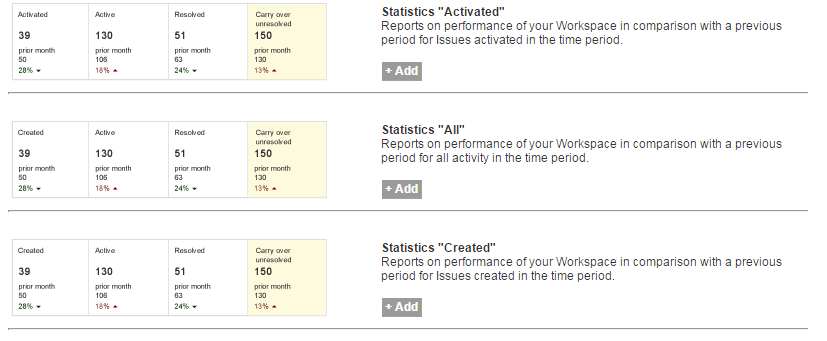 Activated Active Resolved Carry over
unresolved
39 130 51 150
prior month prior month prior month prior month
50 106 63 130
28% 18% 24% 13%
Statistics "Activated"
Reports on performance of your Workspace in comparison with a previous
period for Issues activated in the time period.
+ Add
Created Active Resolved Carry over
unresolved
39 130 51 150
prior month prior month prior month prior month
50 106 63 130
28% 18% 24% 13%
Statistics "All"
Reports on performance of your Workspace in comparison with a previous
period for all activity in the time period.
+ Add
Created Active Resolved Carry over
unresolved
39 130 51 150
prior month prior month prior month prior month
50 106 63 130
28% 18% 24% 13%
Statistics "Created"
Reports on performance of your Workspace in comparison with a previous
period for Issues created in the time period.
+ Add